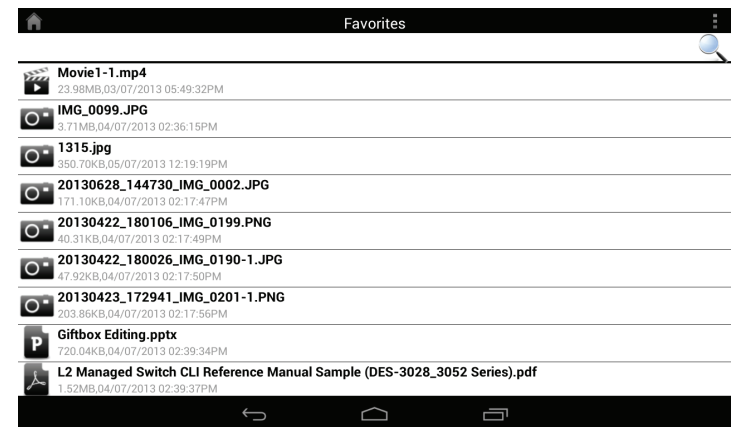 Favorites
Movie1-1.mp4
23.98MB,03/07/2013 05:49:32PM
IMG_0099.JPG
3.71MB,04/07/2013 02:36:15PM
1315.jpg
350.70KB,05/07/2013 12:19:19PM
20130628_144730_IMG_0002.JPG
171.10KB,04/07/2013 02:17:47PM
20130422_180106_IMG_0199.PNG
40.31KB,04/07/2013 02:17:49PM
20130422_180026_IMG_0190-1.JPG
47.92KB,04/07/2013 02:17:50PM
20130423_172941_IMG_0201-1.PNG
203.86KB,04/07/2013 02:17:56PM
P
Giftbox Editing.pptx
720.04KB,04/07/2013 02:39:34PM
L2 Managed Switch CLI Reference Manual Sample (DES-3028_3052 Series).pdf
1.52MB,04/07/2013 02:39:37PM